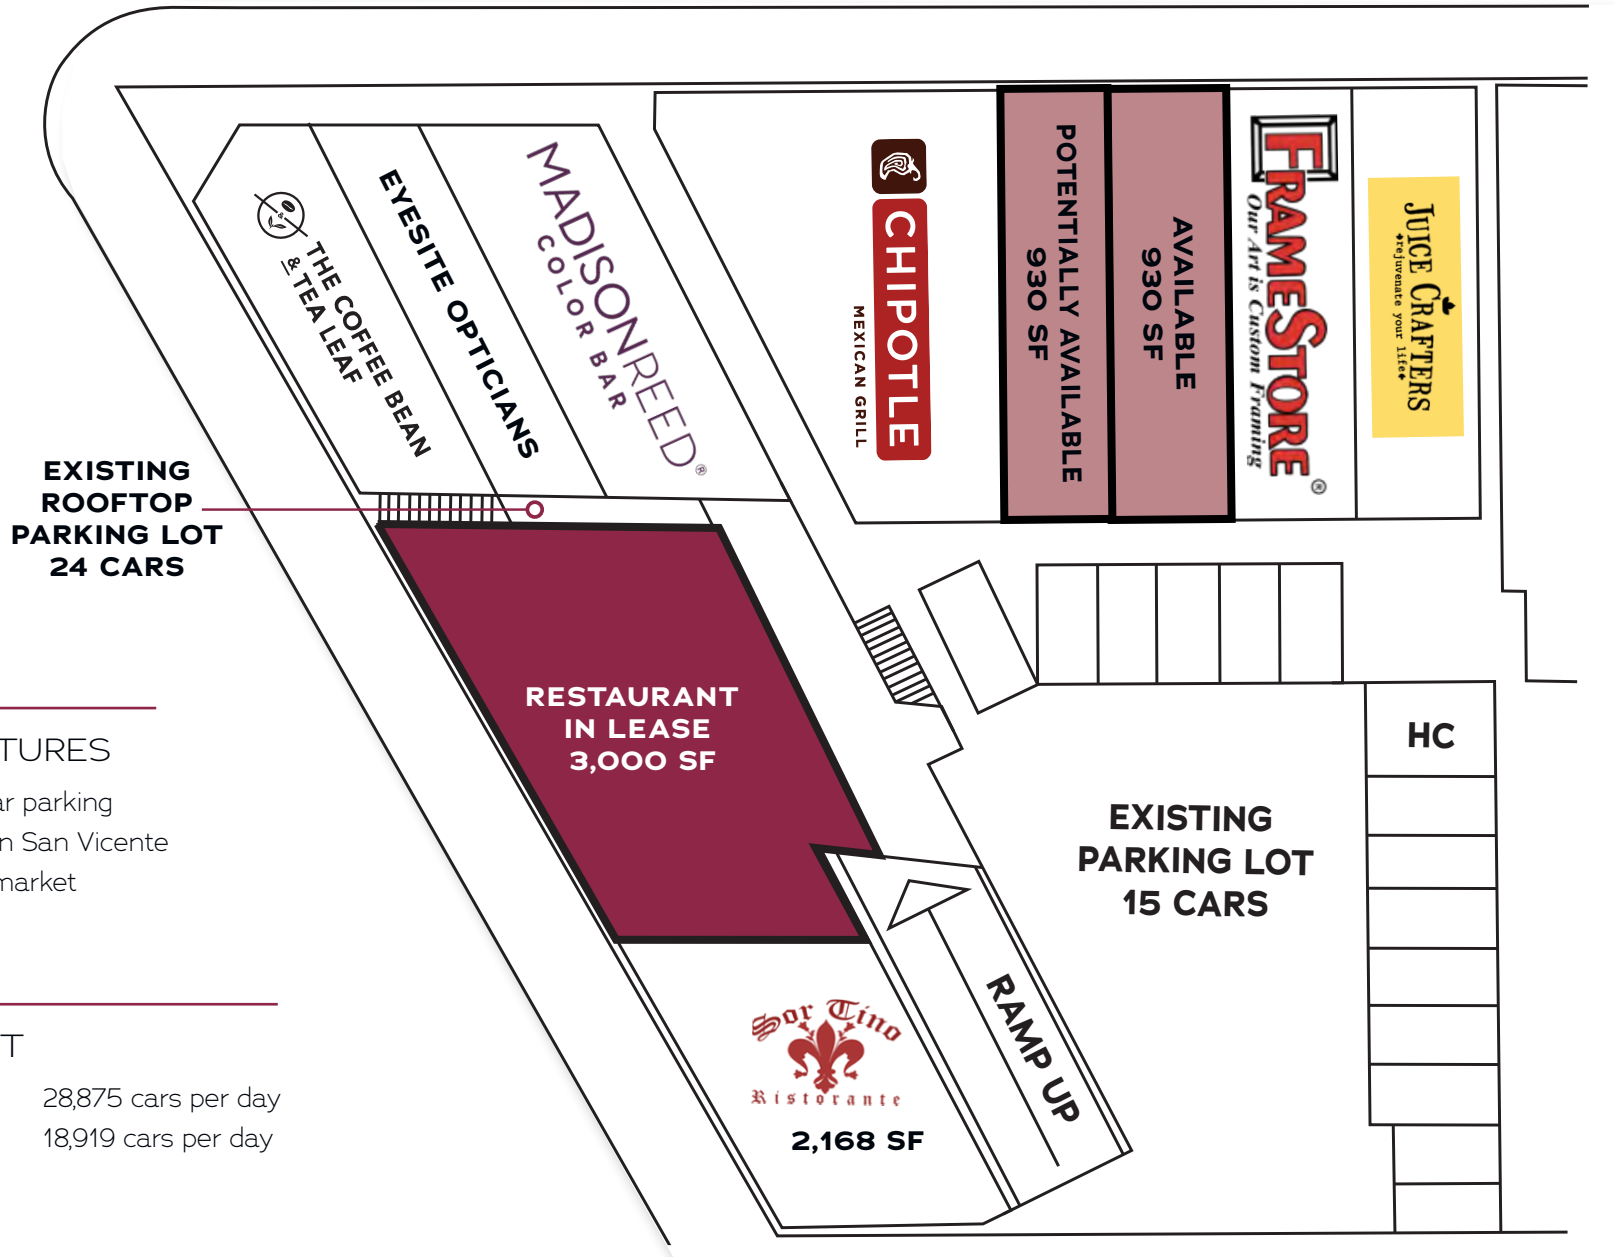 THE COFFEE BEAN
& TEA LEAF
EYESITE OPTICIANS
MADISONREED®
COLOR BAR
CHIPOTLE
MEXICAN GRILL
POTENTIALLY AVAILABLE
930 SF
AVAILABLE
930 SF
FRAMESTORE®
Our Art is Custom Framing
JUICE CRAFTERS
rejuvenate your life
EXISTING
ROOFTOP
PARKING LOT
24 CARS
RESTAURANT
IN LEASE
3,000 SF
HC
EXISTING
PARKING LOT
15 CARS
RAMP UP
Sor Tino
Ristorante
2,168 SF
TURES
ar parking
n San Vicente
market
T
28,875 cars per day
18,919 cars per day